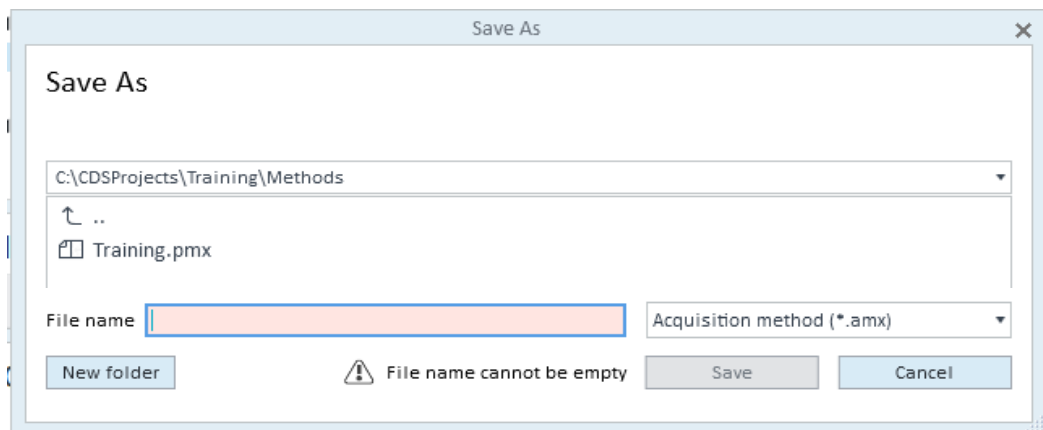 Save As
Save As
C:\CDSProjects\Training\Methods
..
Training.pmx
File name
Acquisition method (*.amx)
New folder
File name cannot be empty
Save
Cancel